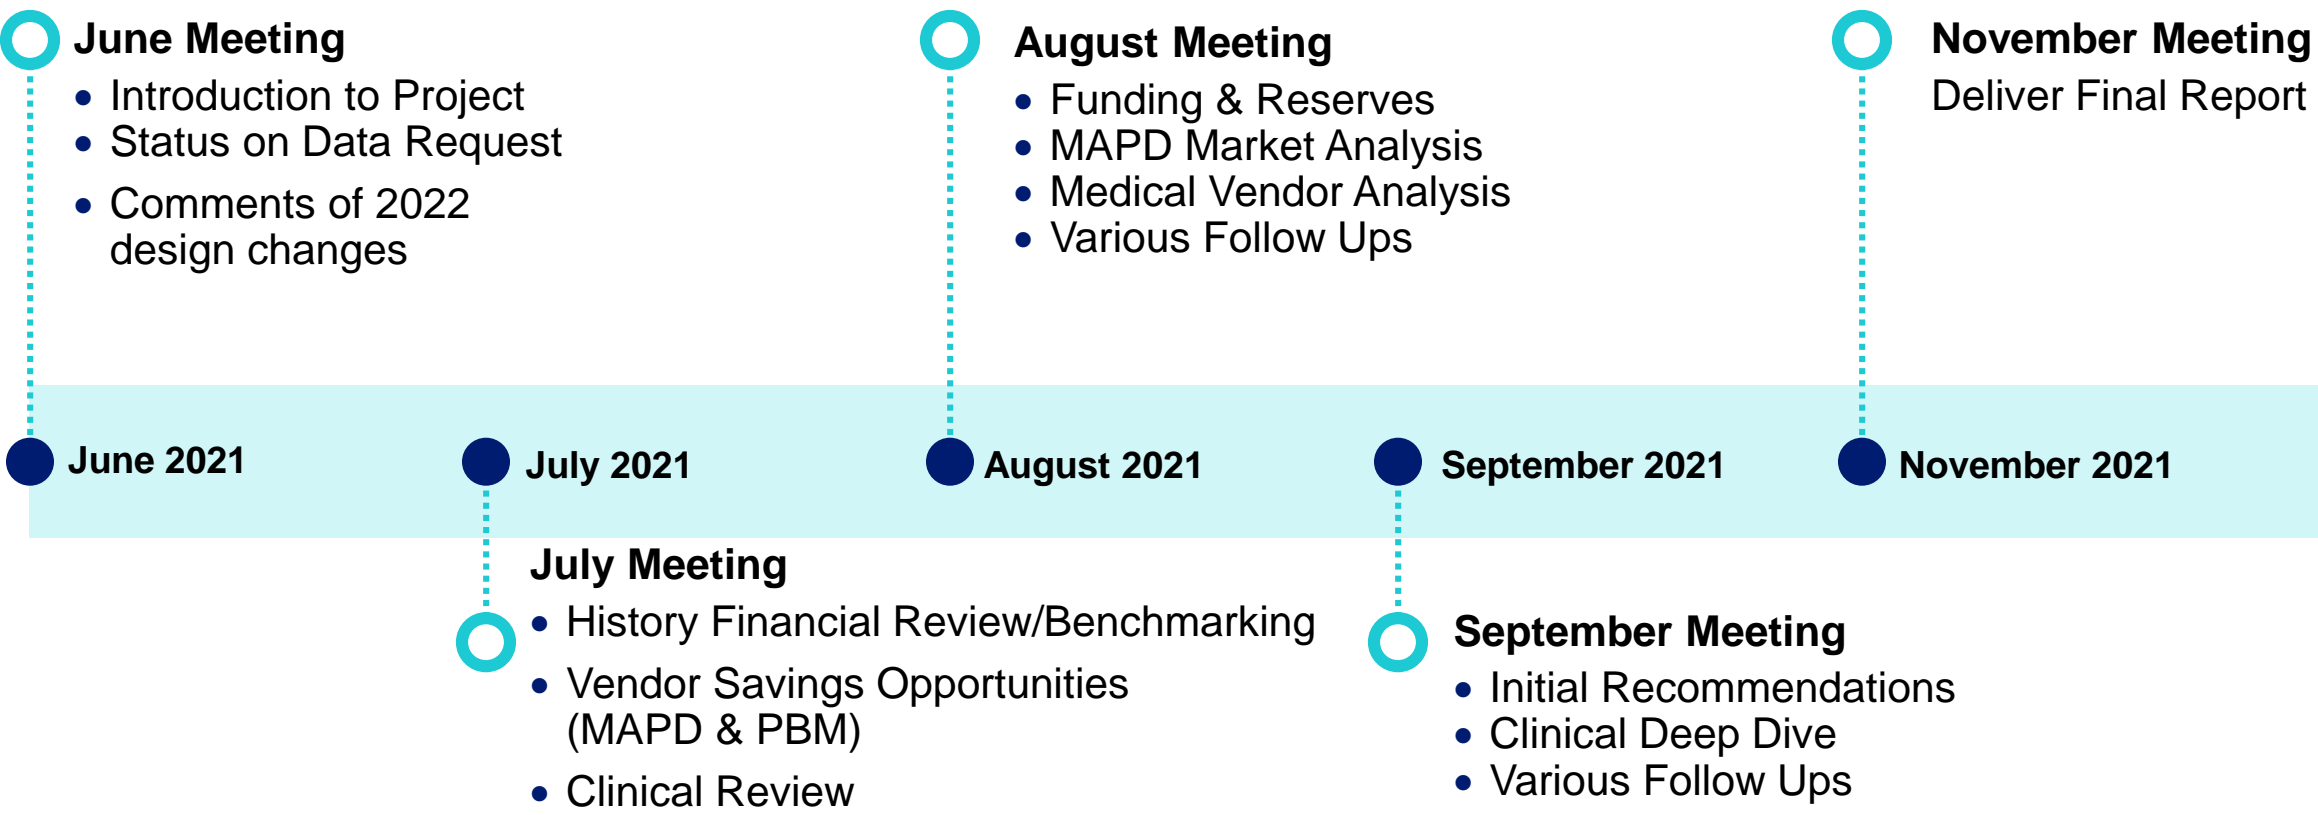 June Meeting
• Introduction to Project
• Status on Data Request
• Comments of 2022
design changes
August Meeting
• Funding & Reserves
• MAPD Market Analysis
• Medical Vendor Analysis
• Various Follow Ups
November Meeting
Deliver Final Report
June 2021
July 2021
August 2021
September 2021
November 2021
July Meeting
• History Financial Review/Benchmarking
• Vendor Savings Opportunities
(MAPD & PBM)
• Clinical Review
September Meeting
• Initial Recommendations
• Clinical Deep Dive
• Various Follow Ups